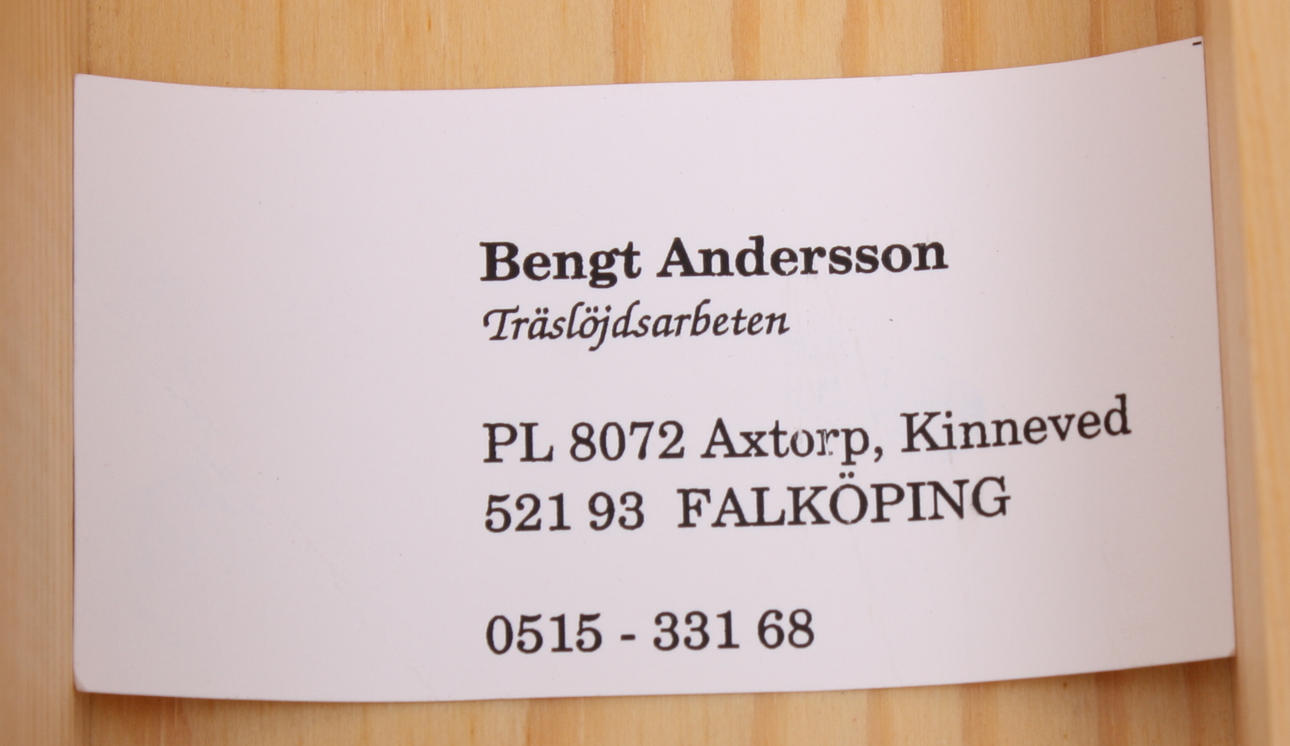 Bengt Andersson
Träslöjdsarbeten
PL 8072 Axtorp, Kinneved
521 93 FALKÖPING
0515 - 331 68